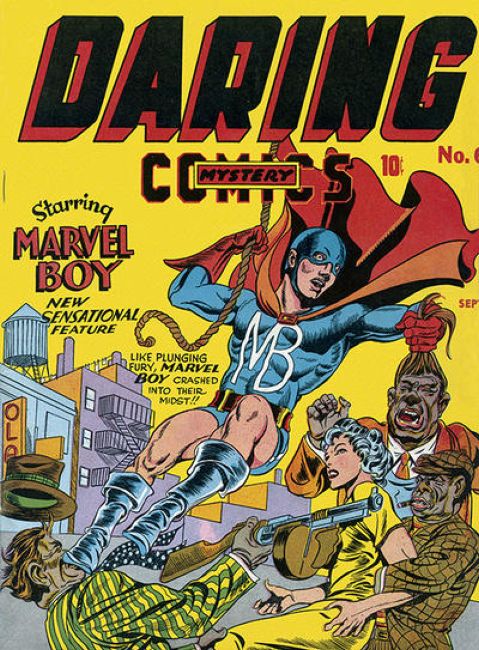 DARING
COMICS
MYSTERY
10¢
No. 6
Starring
MARVEL
BOY
NEW
SENSATIONAL
FEATURE
SEPT
LIKE PLUNGING
FURY, MARVEL
BOY CRASHED
INTO THEIR
MIDST!!
MB
OLA